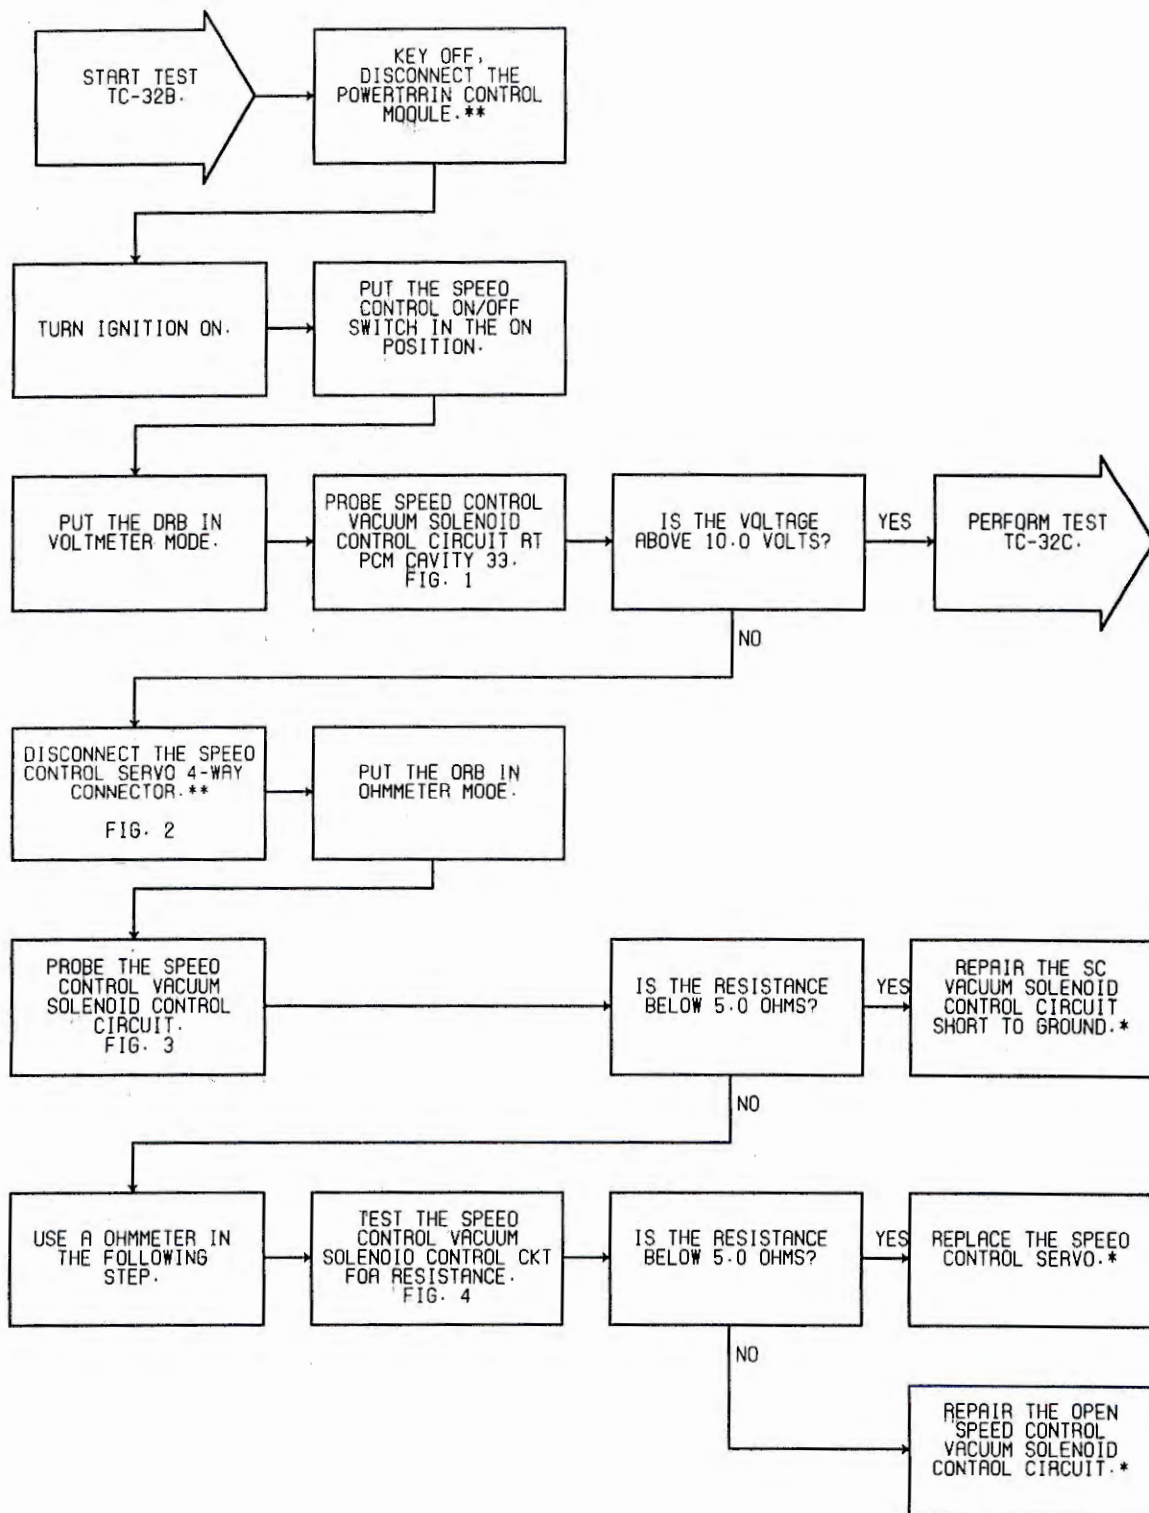 START TEST
TC-32B.
KEY OFF,
DISCONNECT THE
POWERTRAIN CONTROL
MODULE.**
TURN IGNITION ON.
PUT THE SPEED
CONTROL ON/OFF
SWITCH IN THE ON
POSITION.
PUT THE DRB IN
VOLTMETER MODE.
PROBE SPEED CONTROL
VACUUM SOLENOID
CONTROL CIRCUIT AT
PCM CAVITY 33.
FIG. 1
IS THE VOLTAGE
ABOVE 10.0 VOLTS?
YES
PERFORM TEST
TC-32C.
NO
DISCONNECT THE SPEED
CONTROL SERVO 4-WAY
CONNECTOR.**
FIG. 2
PUT THE DRB IN
OHMMETER MODE.
PROBE THE SPEED
CONTROL VACUUM
SOLENOID CONTROL
CIRCUIT.
FIG. 3
IS THE RESISTANCE
BELOW 5.0 OHMS?
YES
REPAIR THE SC
VACUUM SOLENOID
CONTROL CIRCUIT
SHORT TO GROUND.*
NO
USE A OHMMETER IN
THE FOLLOWING
STEP.
TEST THE SPEED
CONTROL VACUUM
SOLENOID CONTROL CKT
FOR RESISTANCE.
FIG. 4
IS THE RESISTANCE
BELOW 5.0 OHMS?
YES
REPLACE THE SPEED
CONTROL SERVO.*
NO
REPAIR THE OPEN
SPEED CONTROL
VACUUM SOLENOID
CONTROL CIRCUIT.*